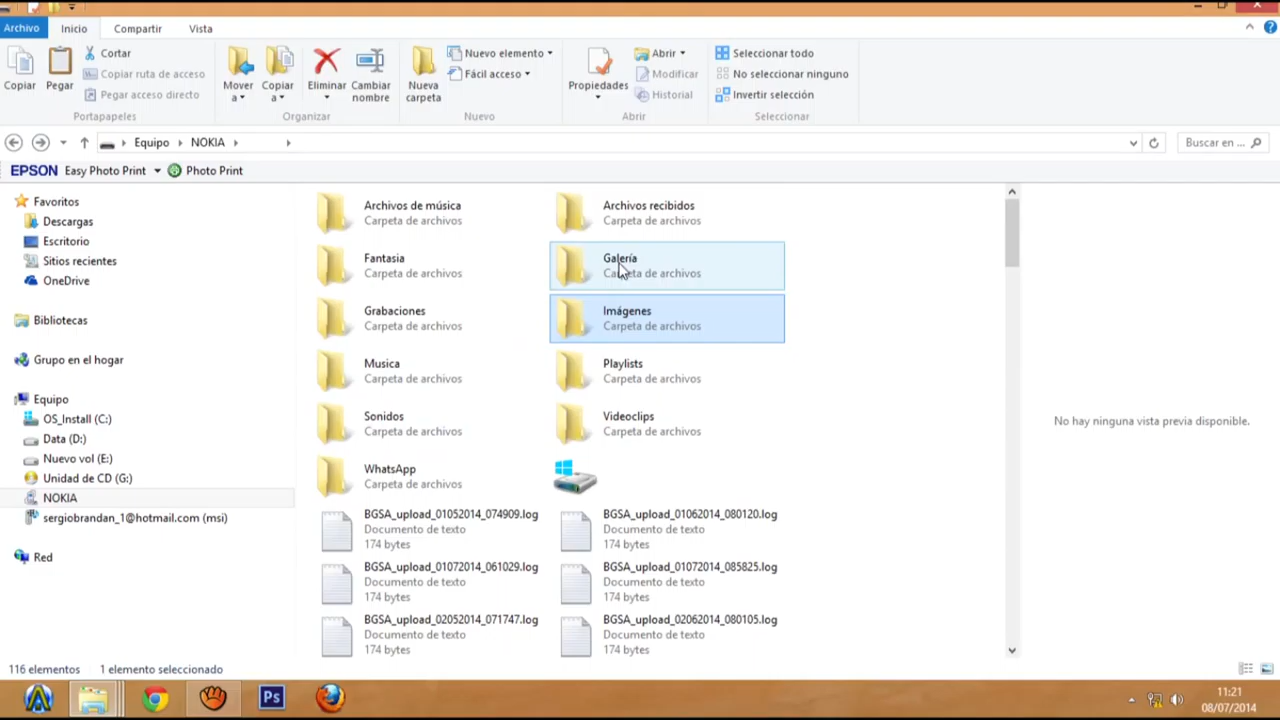 Archivo Inicio Compartir Vista
Copiar
Pegar
Cortar
Copiar ruta de acceso
Pegar acceso directo
Portapapeles
Mover a
Copiar a
Eliminar
Cambiar nombre
Organizar
Nueva carpeta
Nuevo elemento
Fácil acceso
Nuevo
Propiedades
Abrir
Modificar
Historial
Abrir
Seleccionar todo
No seleccionar ninguno
Invertir selección
Seleccionar
Equipo NOKIA
Buscar en ...
EPSON Easy Photo Print Photo Print
Favoritos
Descargas
Escritorio
Sitios recientes
OneDrive
Bibliotecas
Grupo en el hogar
Equipo
OS_Install (C:)
Data (D:)
Nuevo vol (E:)
Unidad de CD (G:)
NOKIA
sergiobrandan_1@hotmail.com (msi)
Red
Archivos de música
Carpeta de archivos
Archivos recibidos
Carpeta de archivos
Fantasia
Carpeta de archivos
Galería
Carpeta de archivos
Grabaciones
Carpeta de archivos
Imágenes
Carpeta de archivos
Musica
Carpeta de archivos
Playlists
Carpeta de archivos
Sonidos
Carpeta de archivos
Videoclips
Carpeta de archivos
WhatsApp
Carpeta de archivos
BGSA_upload_01052014_074909.log
Documento de texto
174 bytes
BGSA_upload_01062014_080120.log
Documento de texto
174 bytes
BGSA_upload_01072014_061029.log
Documento de texto
174 bytes
BGSA_upload_01072014_085825.log
Documento de texto
174 bytes
BGSA_upload_02052014_071747.log
Documento de texto
174 bytes
BGSA_upload_02062014_080105.log
Documento de texto
174 bytes
No hay ninguna vista previa disponible.
116 elementos 1 elemento seleccionado
Ps
11:21
08/07/2014